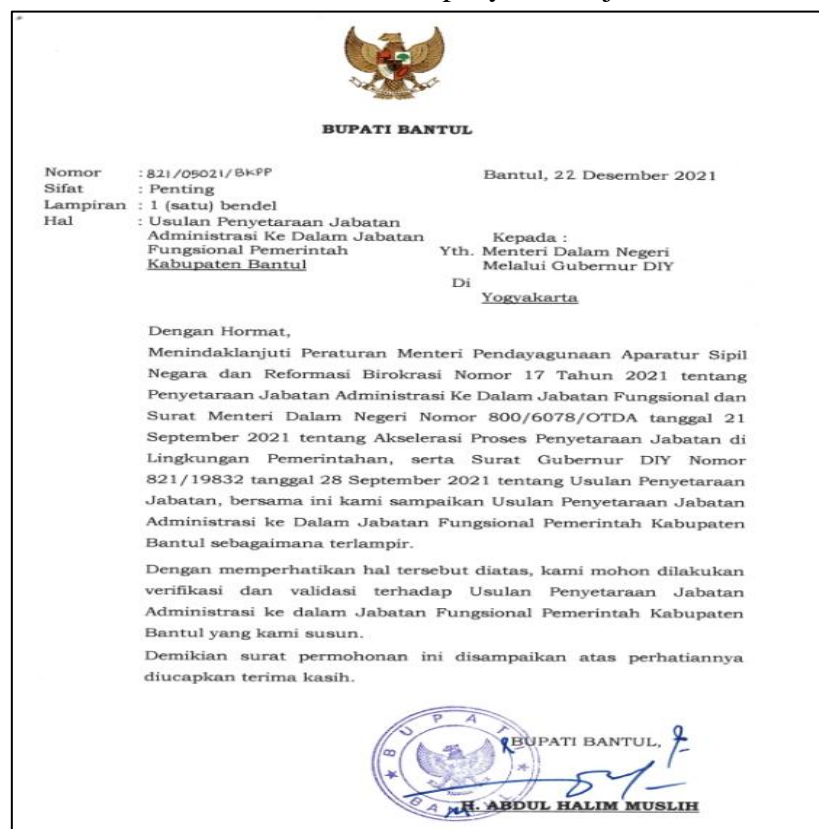 BUPATI BANTUL
Nomor : 821/05021/BKPP
Bantul, 22 Desember 2021
Sifat : Penting
Lampiran : 1 (satu) bendel
Hal : Usulan Penyetaraan Jabatan
Administrasi Ke Dalam Jabatan
Fungsional Pemerintah
Kabupaten Bantul
Kepada :
Yth. Menteri Dalam Negeri
Melalui Gubernur DIY
Di
Yogyakarta
Dengan Hormat,
Menindaklanjuti Peraturan Menteri Pendayagunaan Aparatur Sipil
Negara dan Reformasi Birokrasi Nomor 17 Tahun 2021 tentang
Penyetaraan Jabatan Administrasi Ke Dalam Jabatan Fungsional dan
Surat Menteri Dalam Negeri Nomor 800/6078/OTDA tanggal 21
September 2021 tentang Akselerasi Proses Penyetaraan Jabatan di
Lingkungan Pemerintahan, serta Surat Gubernur DIY Nomor
821/19832 tanggal 28 September 2021 tentang Usulan Penyetaraan
Jabatan, bersama ini kami sampaikan Usulan Penyetaraan Jabatan
Administrasi ke Dalam Jabatan Fungsional Pemerintah Kabupaten
Bantul sebagaimana terlampir.
Dengan memperhatikan hal tersebut diatas, kami mohon dilakukan
verifikasi dan validasi terhadap Usulan Penyetaraan Jabatan
Administrasi ke dalam Jabatan Fungsional Pemerintah Kabupaten
Bantul yang kami susun.
Demikian surat permohonan ini disampaikan atas perhatiannya
diucapkan terima kasih.
BUPATI BANTUL,
BUPATI
BANTUL
H. ABDUL HALIM MUSLIH